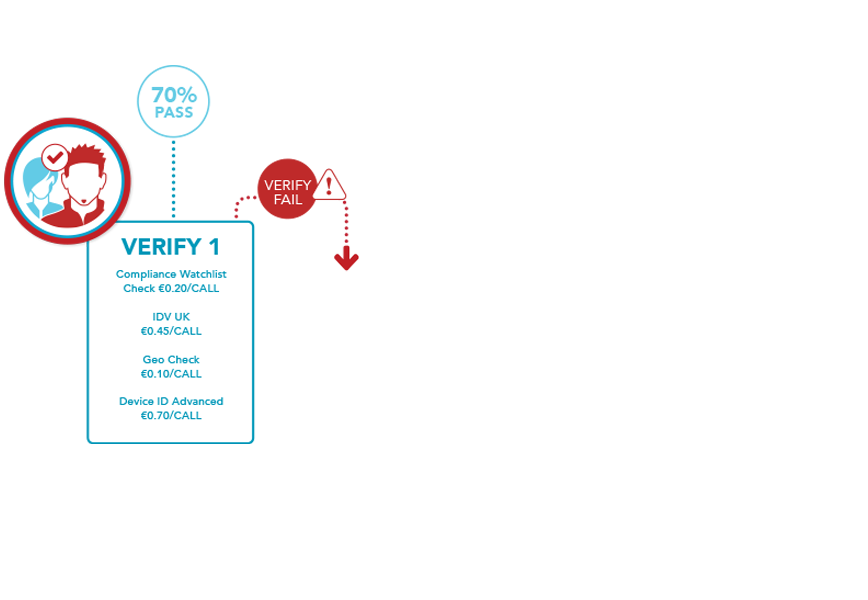 70%
PASS
VERIFY
FAIL
VERIFY 1
Compliance Watchlist
Check €0.20/CALL
IDV UK
€0.45/CALL
Geo Check
€0.10/CALL
Device ID Advanced
€0.70/CALL